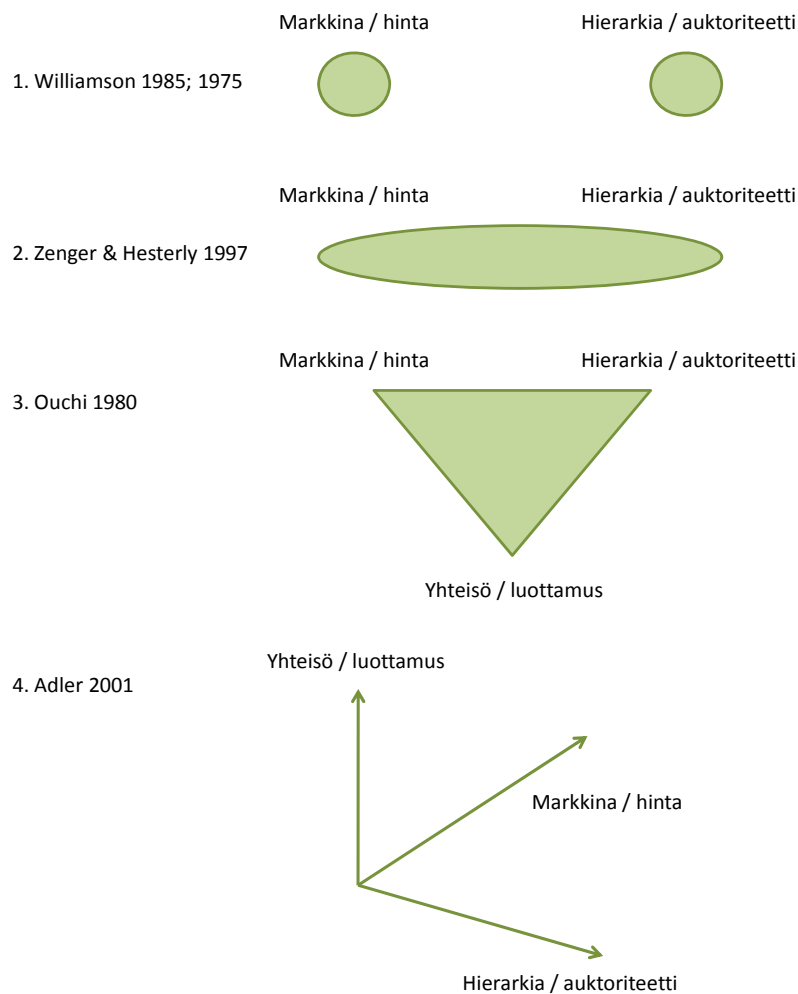 Markkina / hinta
Hierarkia / auktoriteetti
1. Williamson 1985; 1975
Markkina / hinta
Hierarkia / auktoriteetti
2. Zenger & Hesterly 1997
Markkina / hinta
Hierarkia / auktoriteetti
3. Ouchi 1980
Yhteisö / luottamus
Yhteisö / luottamus
4. Adler 2001
Markkina / hinta
Hierarkia / auktoriteetti